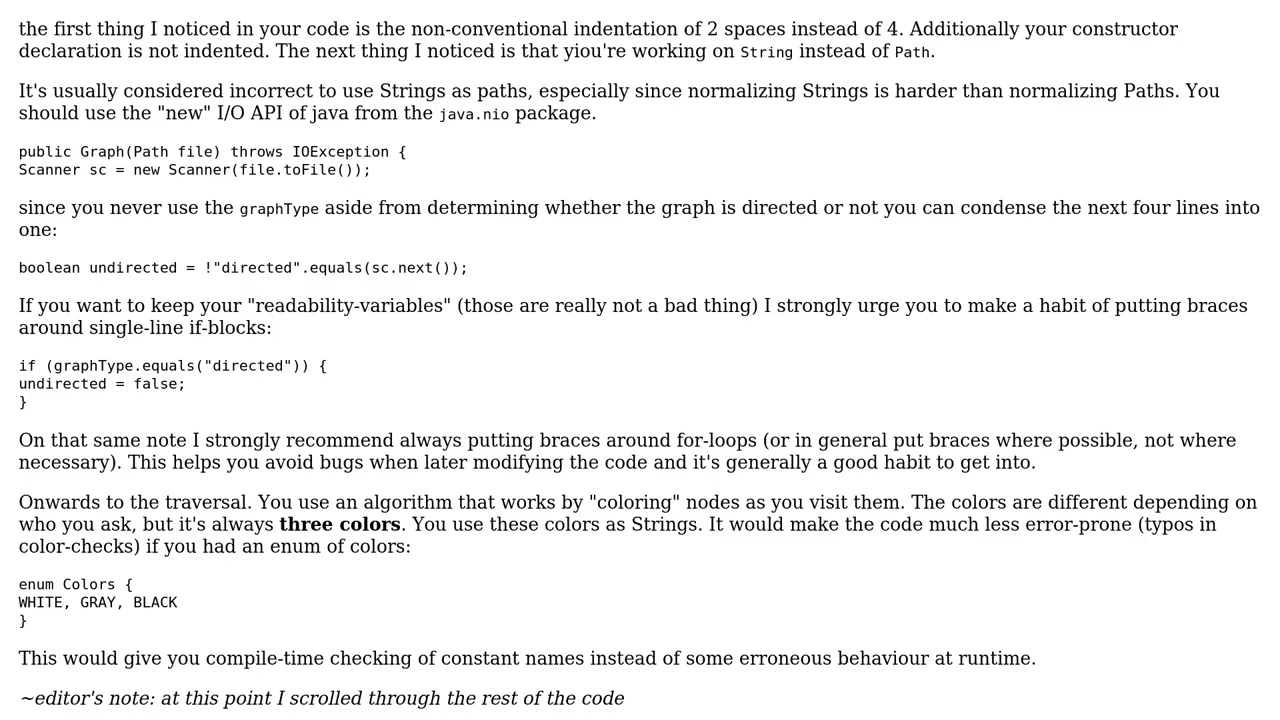 the first thing I noticed in your code is the non-conventional indentation of 2 spaces instead of 4. Additionally your constructor
declaration is not indented. The next thing I noticed is that yiou're working on String instead of Path.
It's usually considered incorrect to use Strings as paths, especially since normalizing Strings is harder than normalizing Paths. You
should use the "new" I/O API of java from the java.nio package.
public Graph(Path file) throws IOException {
Scanner sc = new Scanner(file.toFile());
since you never use the graphType aside from determining whether the graph is directed or not you can condense the next four lines into
one:
boolean undirected = !"directed".equals(sc.next());
If you want to keep your "readability-variables" (those are really not a bad thing) I strongly urge you to make a habit of putting braces
around single-line if-blocks:
if (graphType.equals("directed")) {
undirected = false;
}
On that same note I strongly recommend always putting braces around for-loops (or in general put braces where possible, not where
necessary). This helps you avoid bugs when later modifying the code and it's generally a good habit to get into.
Onwards to the traversal. You use an algorithm that works by "coloring" nodes as you visit them. The colors are different depending on
who you ask, but it's always three colors. You use these colors as Strings. It would make the code much less error-prone (typos in
color-checks) if you had an enum of colors:
enum Colors {
WHITE, GRAY, BLACK
}
This would give you compile-time checking of constant names instead of some erroneous behaviour at runtime.
~editor's note: at this point I scrolled through the rest of the code